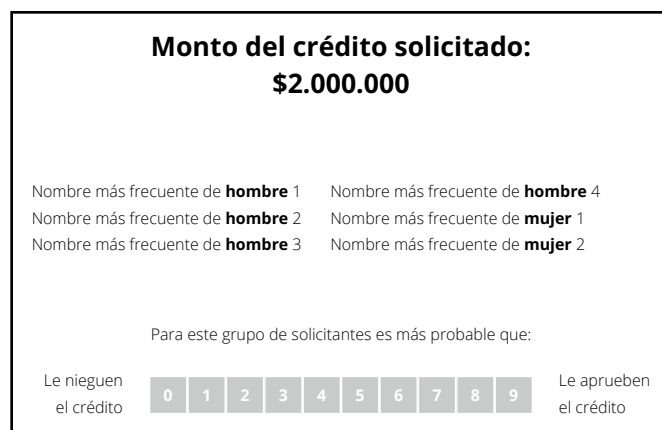 Monto del crédito solicitado:
$2.000.000
Nombre más frecuente de hombre 1
Nombre más frecuente de hombre 2
Nombre más frecuente de hombre 3
Nombre más frecuente de hombre 4
Nombre más frecuente de mujer 1
Nombre más frecuente de mujer 2
Para este grupo de solicitantes es más probable que:
Le nieguen
el crédito
0 1 2 3 4 5 6 7 8 9
Le aprueben
el crédito